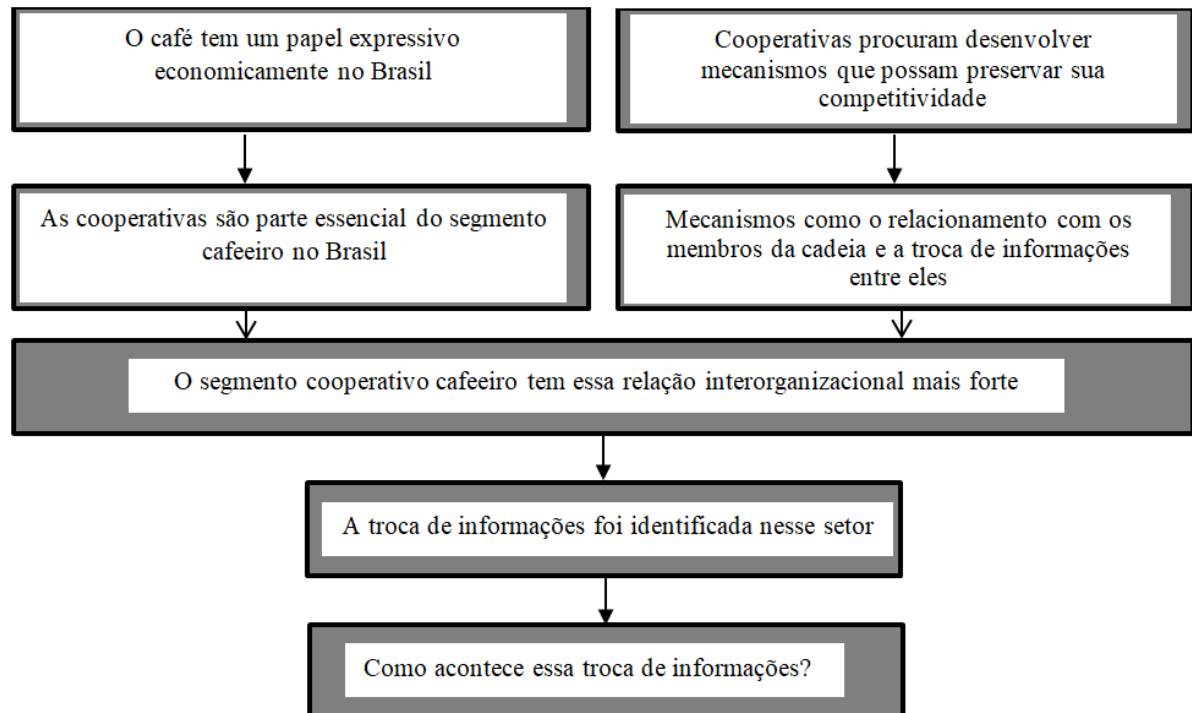 O café tem um papel expressivo
economicamente no Brasil
Cooperativas procuram desenvolver
mecanismos que possam preservar sua
competitividade
As cooperativas são parte essencial do segmento
cafeeiro no Brasil
Mecanismos como o relacionamento com os
membros da cadeia e a troca de informações
entre eles
O segmento cooperativo cafeeiro tem essa relação interorganizacional mais forte
A troca de informações foi identificada nesse setor
Como acontece essa troca de informações?